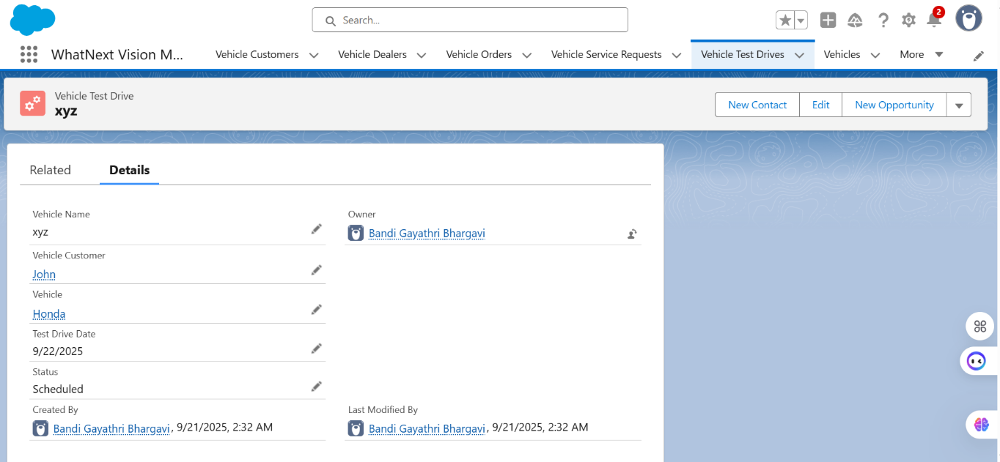 Search...
2
WhatNext Vision M...
Vehicle Customers
Vehicle Dealers
Vehicle Orders
Vehicle Service Requests
Vehicle Test Drives
Vehicles
More
Vehicle Test Drive
xyz
New Contact
Edit
New Opportunity
Related
Details
Vehicle Name
xyz
Owner
Bandi Gayathri Bhargavi
Vehicle Customer
John
Vehicle
Honda
Test Drive Date
9/22/2025
Status
Scheduled
Created By
Bandi Gayathri Bhargavi, 9/21/2025, 2:32 AM
Last Modified By
Bandi Gayathri Bhargavi, 9/21/2025, 2:32 AM